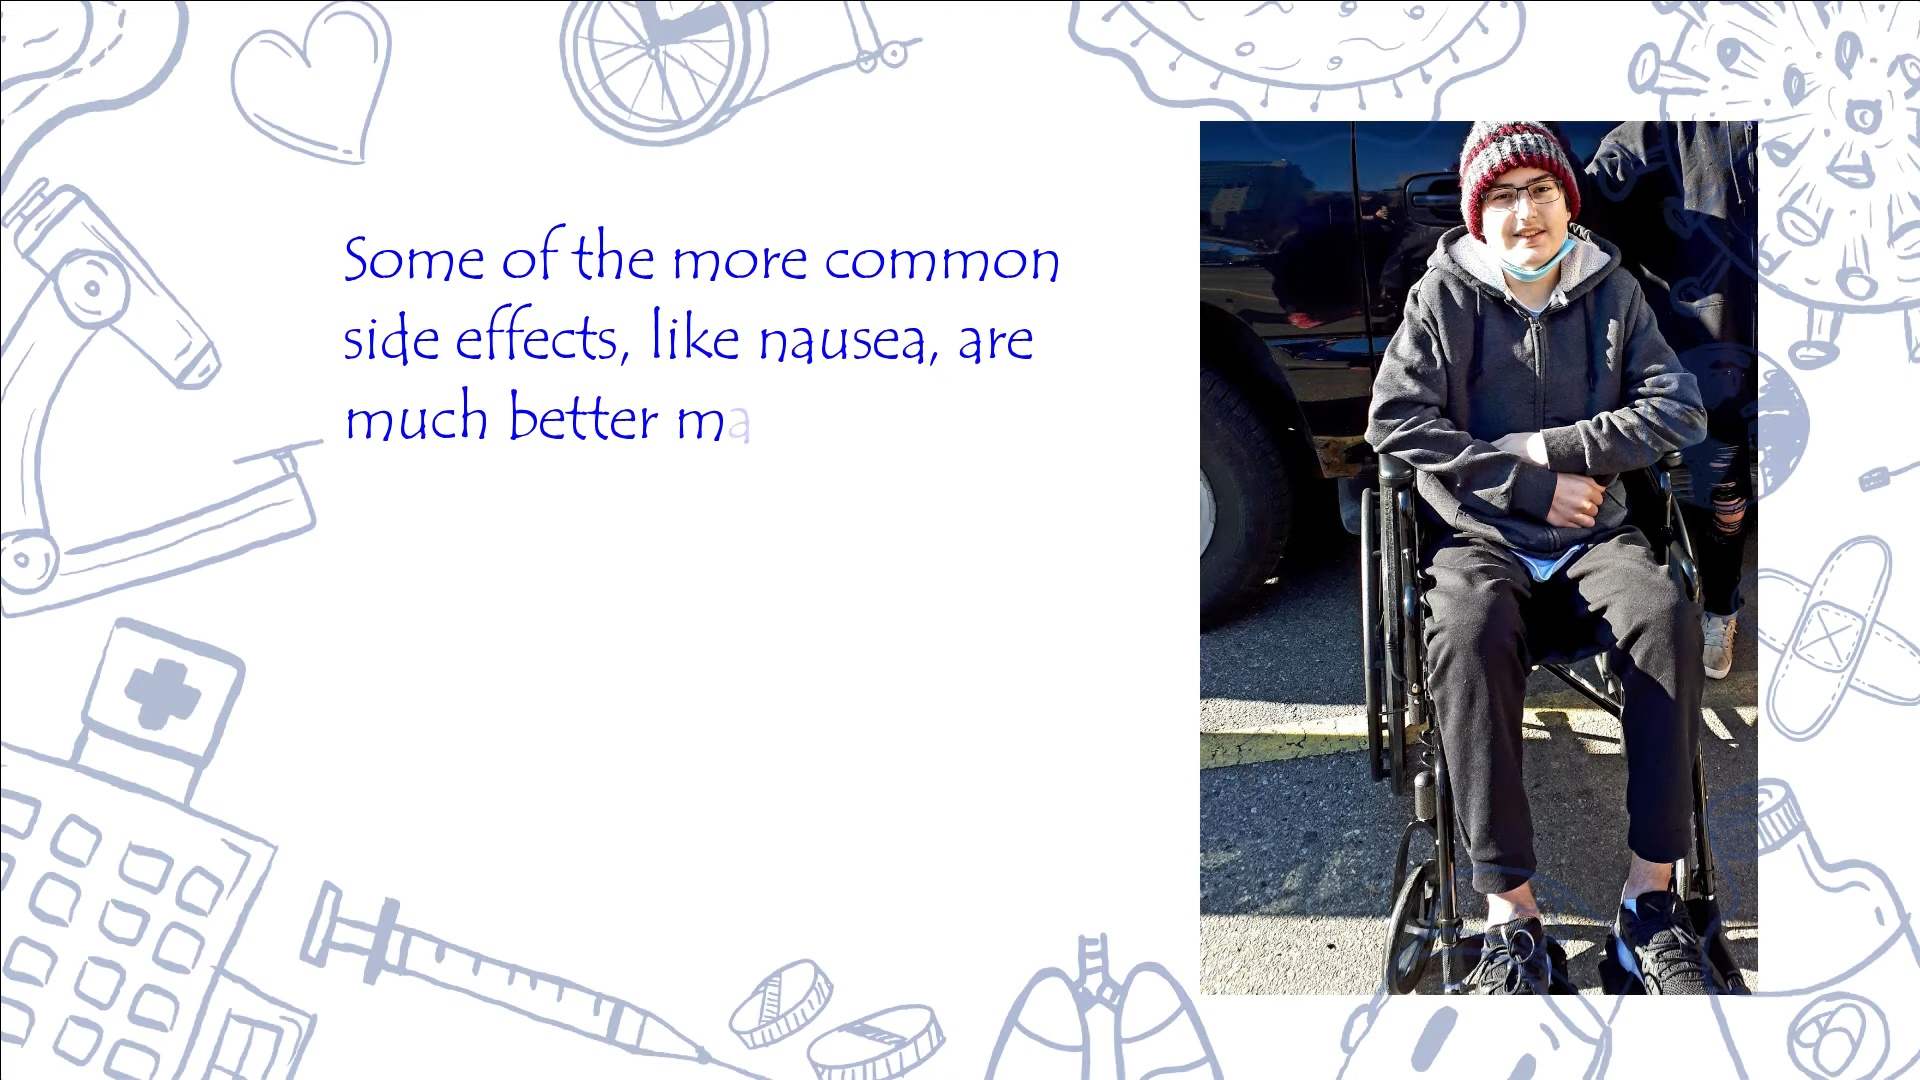 Some of the more common
side effects, like nausea, are
much better ma